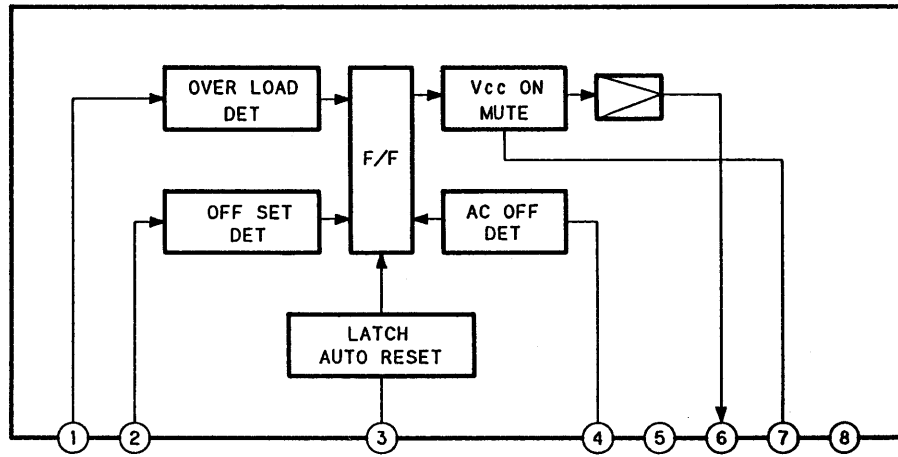 OVER LOAD
DET
F/F
Vcc ON
MUTE
OFF SET
DET
AC OFF
DET
LATCH
AUTO RESET
1
2
3
4
5
6
7
8